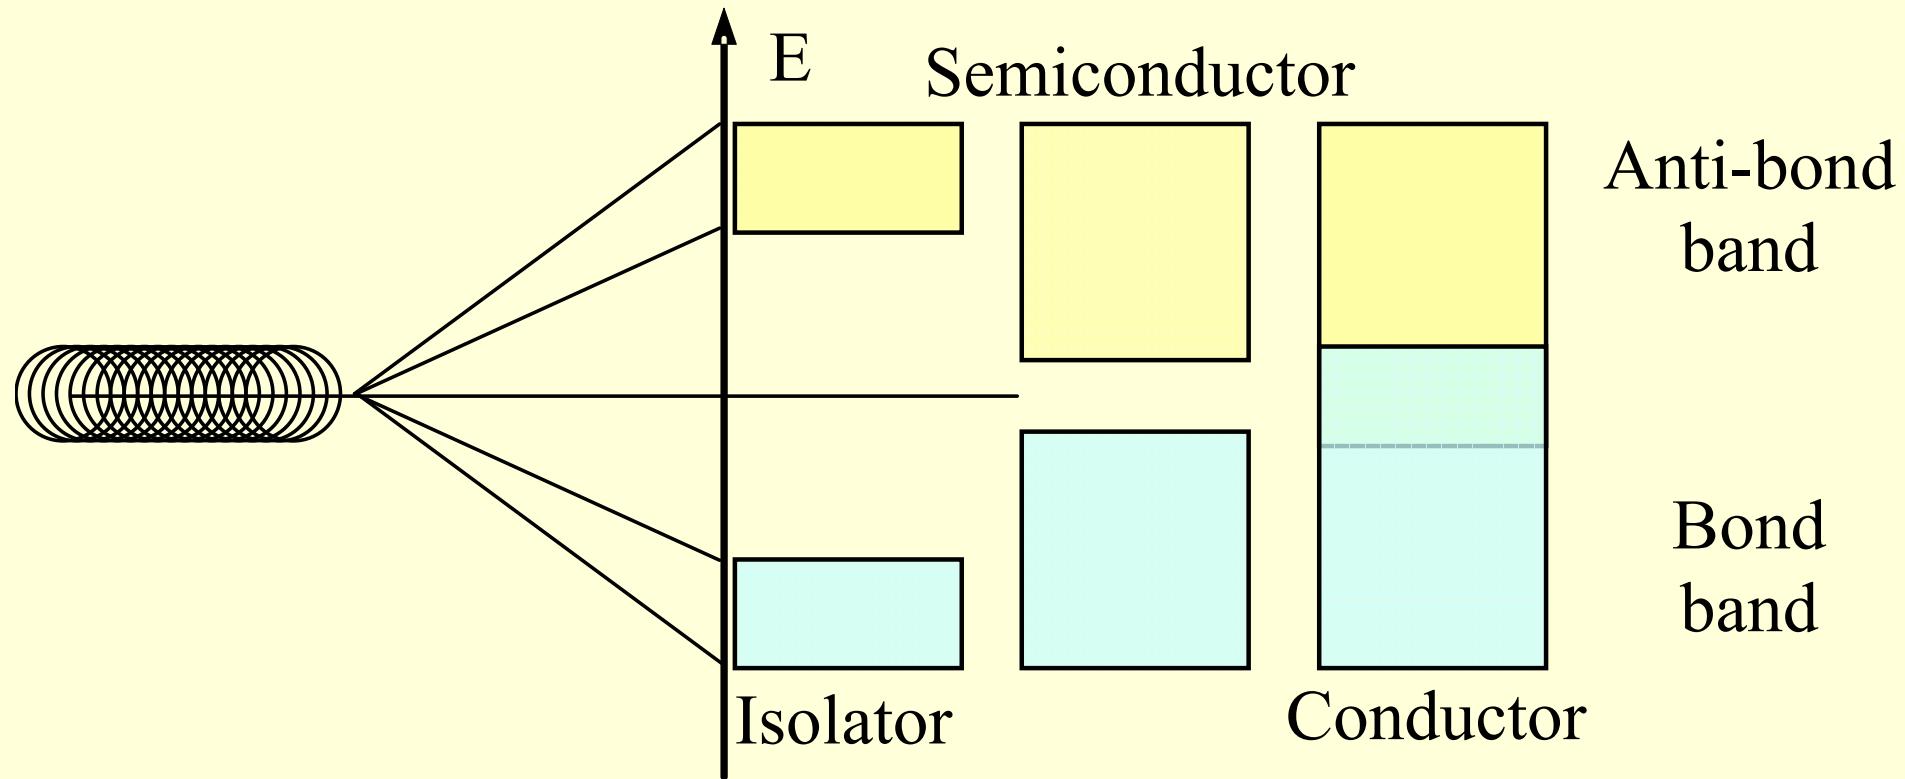 E
Semiconductor
Anti-bond
band
Bond
band
Isolator
Conductor